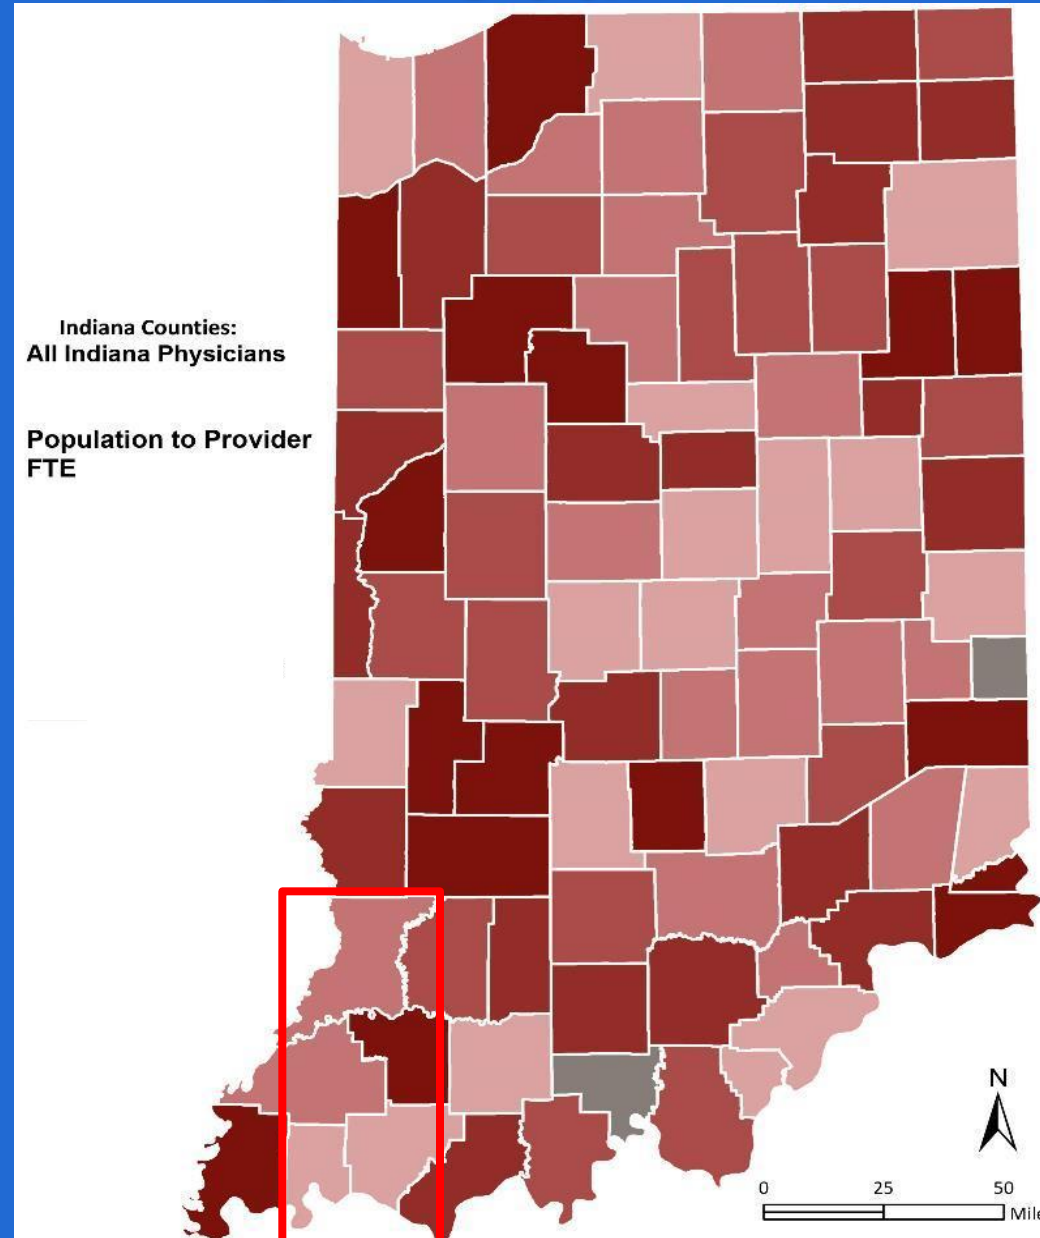 Indiana Counties:
All Indiana Physicians
Population to Provider
FTE
N
0 25 50
Mile